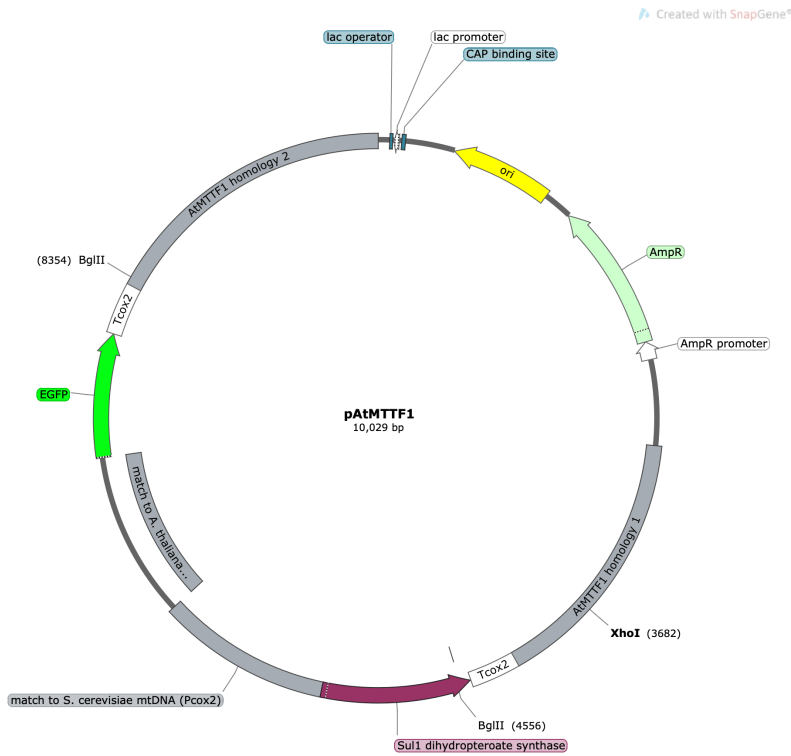 Created with SnapGene®
lac operator
lac promoter
CAP binding site
AtMTTF1 homology 2
ori
(8354) BglII
AmpR
Tcox2
AmpR promoter
EGFP
pAtMTTF1
10,029 bp
match to A. thaliana...
AtMTTF1 homology 1
XhoI (3682)
Tcox2
match to S. cerevisiae mtDNA (Pcox2)
BglII (4556)
Sul1 dihydropteroate synthase